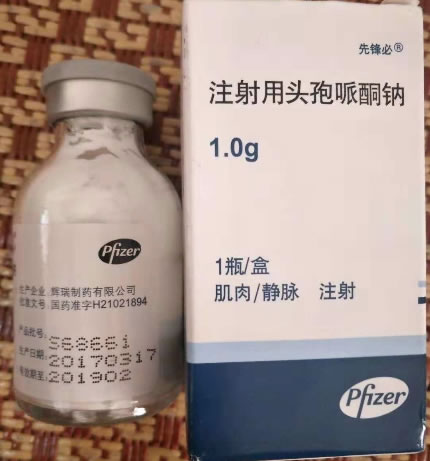 Pfizer
生产企业:辉瑞制药有限公司
批准文号:国药准字H21021894
产品批号:S68661
生产日期:20170317
有效期至:201902
先锋必®
注射用头孢哌酮钠
1.0g
1瓶/盒
肌肉/静脉 注射
Pfizer